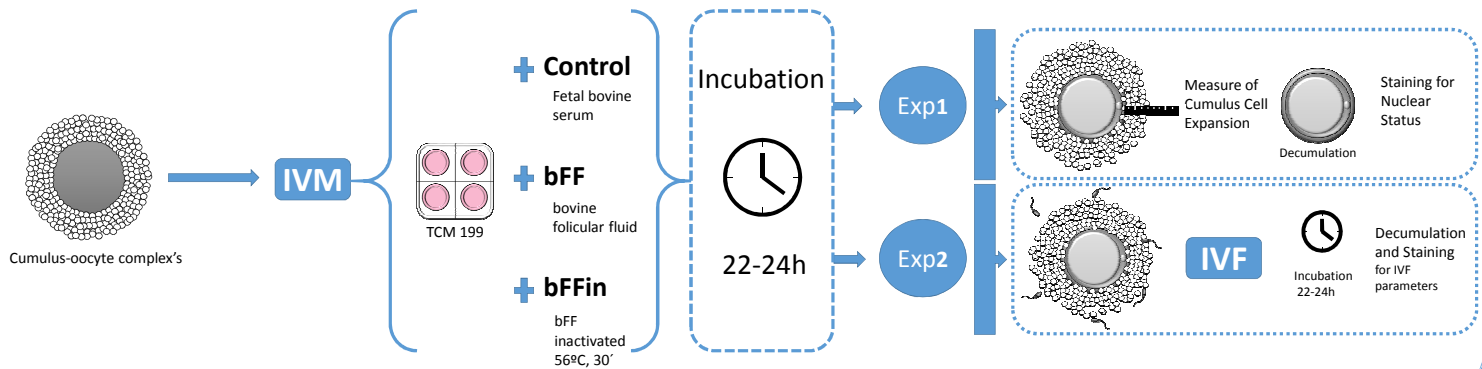 Cumulus-oocyte complex's
IVM
TCM 199
Control
Fetal bovine
serum
bFF
bovine
folicular fluid
bFFin
bFF
inactivated
56ºC, 30´
Incubation
22-24h
Exp1
Measure of
Cumulus Cell
Expansion
Decumulation
Staining for
Nuclear
Status
Exp2
IVF
Incubation
22-24h
Decumulation
and Staining
for IVF
parameters